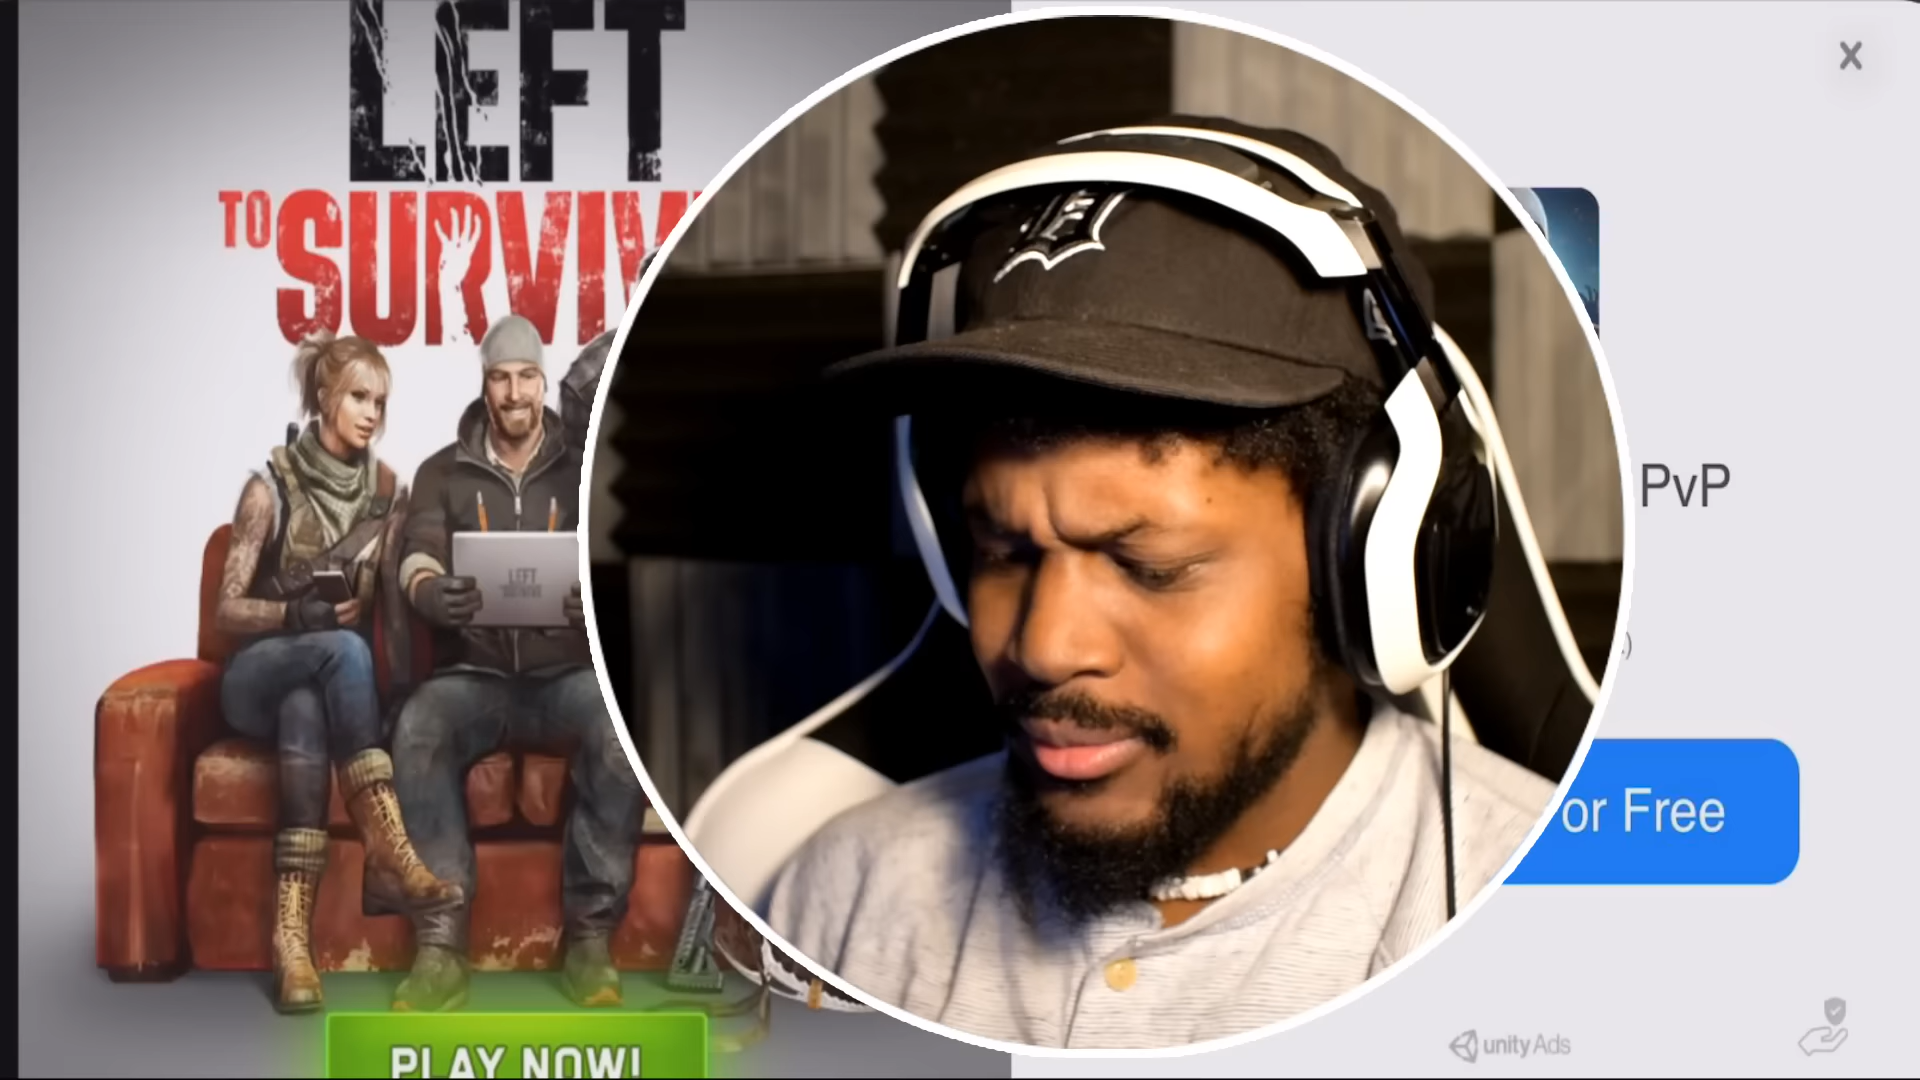 LEFT
TO SURVIV
LEFT
PLAY NOW!
X
PvP
or Free
unity Ads